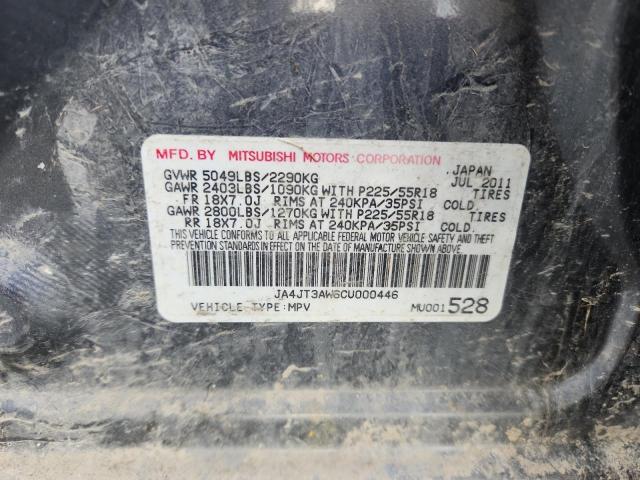 MFD. BY MITSUBISHI MOTORS CORPORATION JAPAN
GVWR 5049LBS/2290KG JUL 2011
GAWR 2403LBS/1090KG WITH P225/55R18 TIRES
FR 18X7.0J RIMS AT 240KPA/35PSI COLD
GAWR 2800LBS/1270KG WITH P225/55R18 TIRES
RR 18X7.0J RIMS AT 240KPA/35PSI COLD.
THIS VEHICLE CONFORMS TO ALL APPLICABLE FEDERAL MOTOR VEHICLE SAFETY AND THEFT
PREVENTION STANDARDS IN EFFECT ON THE DATE OF MANUFACTURE SHOWN ABOVE.
JA4JT3AW6CU000446
VEHICLE TYPE:MPV MU001528